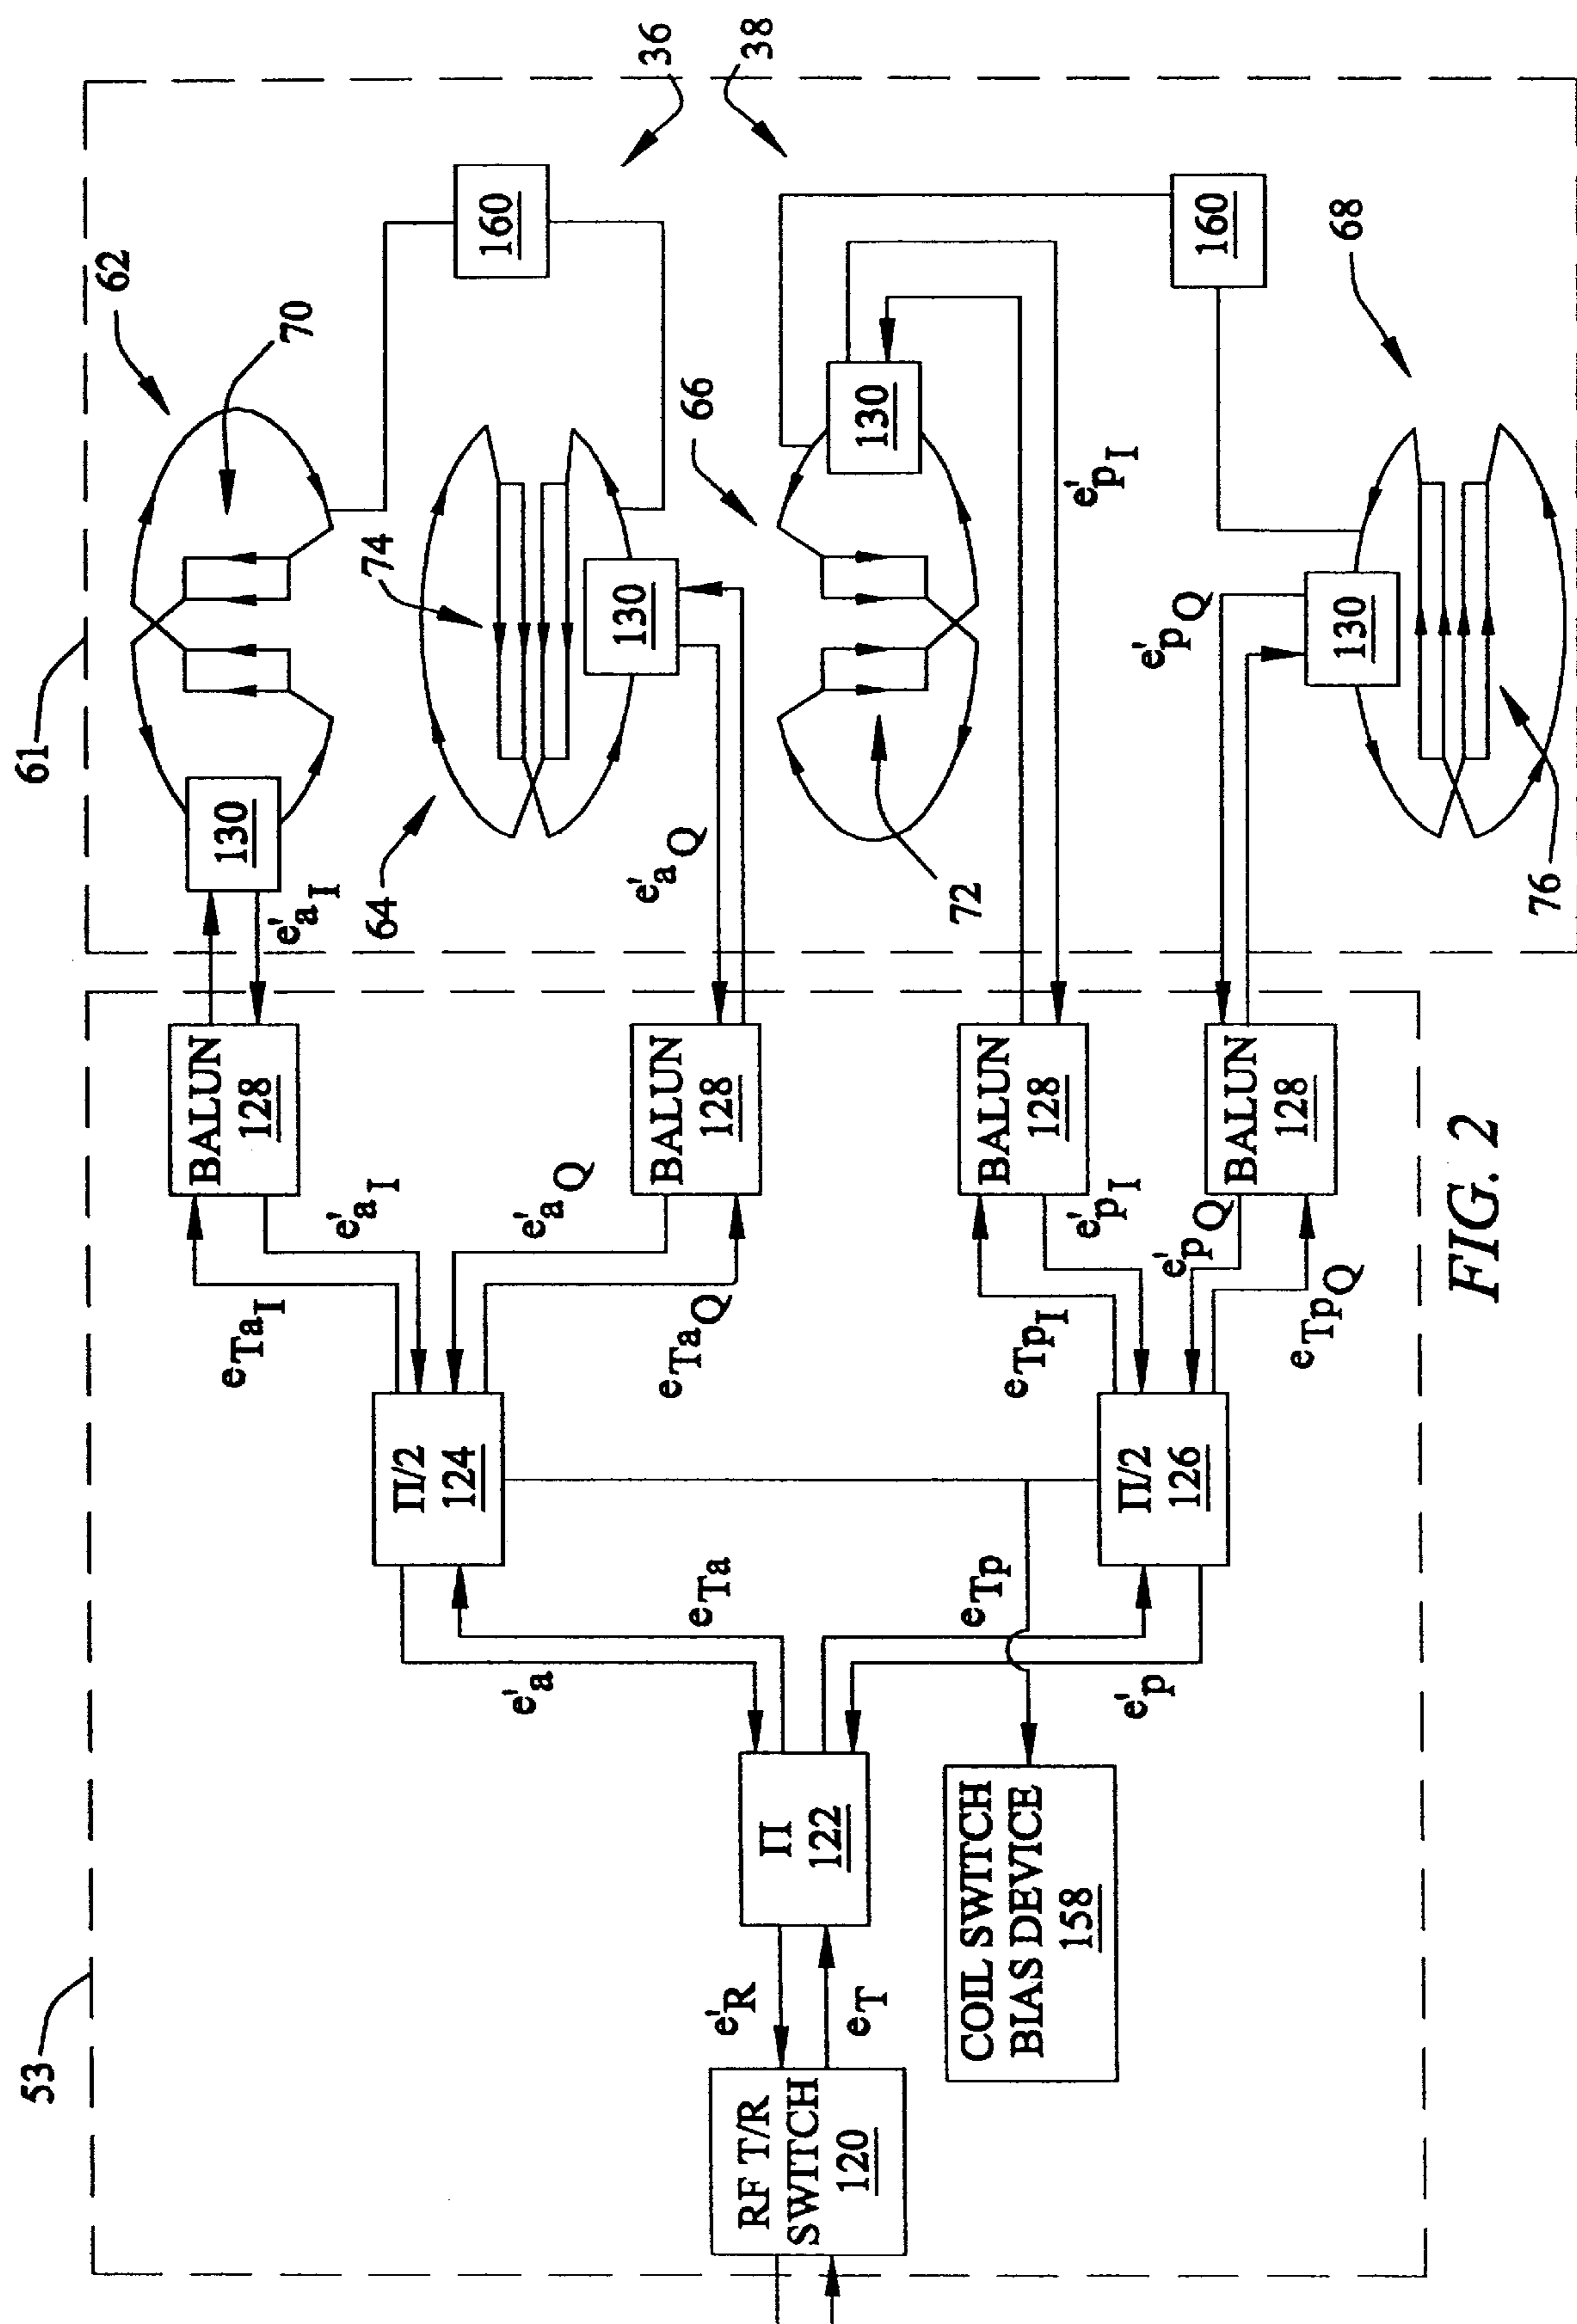 53
61
RF T/R
SWITCH
120
e'R
eT
Π
122
COIL SWITCH
BIAS DEVICE
158
e'a
eTa
eTp
e'p
Π/2
124
Π/2
126
eTaI
e'aI
e'aQ
eTaQ
eTpI
e'pI
e'pQ
eTpQ
BALUN
128
BALUN
128
BALUN
128
BALUN
128
e'aI
e'aQ
e'pI
e'pQ
130
130
130
130
62
70
64
74
66
72
68
76
160
160
36
38
FIG. 2